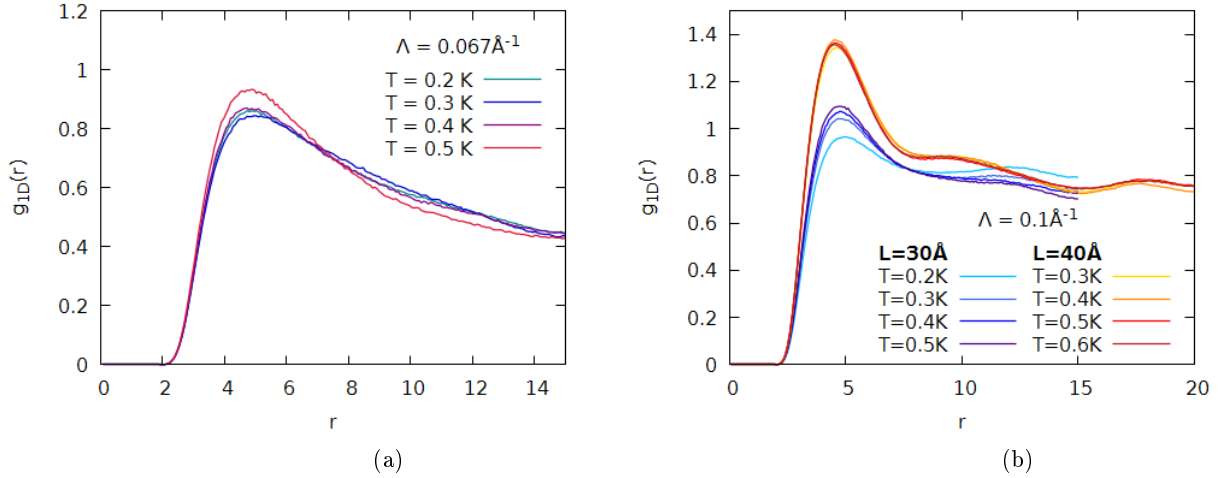 1.2
1
0.8
0.6
0.4
0.2
0
g1D(r)
Λ = 0.067Å-1
T = 0.2 K
T = 0.3 K
T = 0.4 K
T = 0.5 K
0 2 4 6 8 10 12 14
r
(a)
1.4
1.2
1
0.8
0.6
0.4
0.2
0
g1D(r)
Λ = 0.1Å-1
L=30Å L=40Å
T=0.2K T=0.3K
T=0.3K T=0.4K
T=0.4K T=0.5K
T=0.5K T=0.6K
0 5 10 15 20
r
(b)